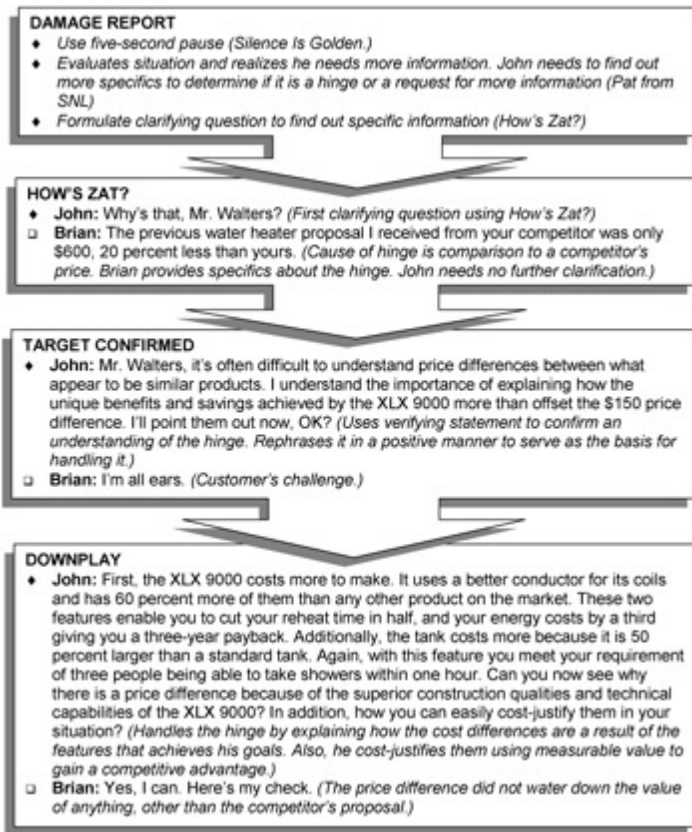 DAMAGE REPORT
♦ Use five-second pause (Silence Is Golden.)
♦ Evaluates situation and realizes he needs more information. John needs to find out
more specifics to determine if it is a hinge or a request for more information (Pat from
SNL)
♦ Formulate clarifying question to find out specific information (How's Zat?)
HOW'S ZAT?
♦ John: Why's that, Mr. Walters? (First clarifying question using How's Zat?)
❑ Brian: The previous water heater proposal I received from your competitor was only
$600, 20 percent less than yours. (Cause of hinge is comparison to a competitor's
price. Brian provides specifics about the hinge. John needs no further clarification.)
TARGET CONFIRMED
♦ John: Mr. Walters, it's often difficult to understand price differences between what
appear to be similar products. I understand the importance of explaining how the
unique benefits and savings achieved by the XLX 9000 more than offset the $150 price
difference. I'll point them out now, OK? (Uses verifying statement to confirm an
understanding of the hinge. Rephrases it in a positive manner to serve as the basis for
handling it.)
❑ Brian: I'm all ears. (Customer's challenge.)
DOWNPLAY
♦ John: First, the XLX 9000 costs more to make. It uses a better conductor for its coils
and has 60 percent more of them than any other product on the market. These two
features enable you to cut your reheat time in half, and your energy costs by a third
giving you a three-year payback. Additionally, the tank costs more because it is 50
percent larger than a standard tank. Again, with this feature you meet your requirement
of three people being able to take showers within one hour. Can you now see why
there is a price difference because of the superior construction qualities and technical
capabilities of the XLX 9000? In addition, how you can easily cost-justify them in your
situation? (Handles the hinge by explaining how the cost differences are a result of the
features that achieves his goals. Also, he cost-justifies them using measurable value to
gain a competitive advantage.)
❑ Brian: Yes, I can. Here's my check. (The price difference did not water down the value
of anything, other than the competitor's proposal.)